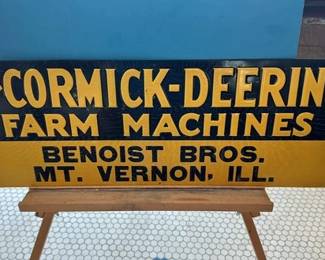 CORMICK-DEERIN
FARM MACHINES
BENOIST BROS.
MT. VERNON, ILL.